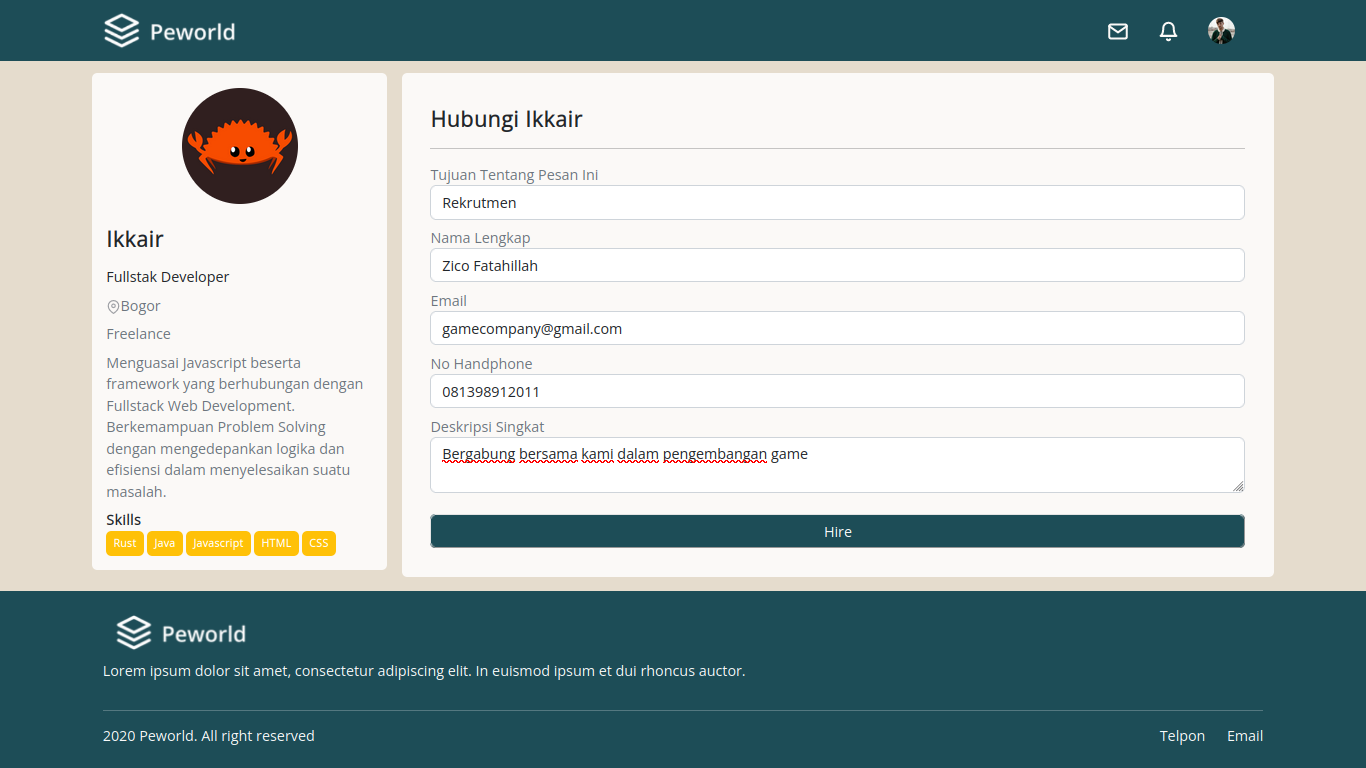 Peworld
Ikkair
Fullstak Developer
Bogor
Freelance
Menguasai Javascript beserta
framework yang berhubungan dengan
Fullstack Web Development.
Berkemampuan Problem Solving
dengan mengedepankan logika dan
efisiensi dalam menyelesaikan suatu
masalah.
Skills
Rust Java Javascript HTML CSS
Hubungi Ikkair
Tujuan Tentang Pesan Ini
Rekrutmen
Nama Lengkap
Zico Fatahillah
Email
gamecompany@gmail.com
No Handphone
081398912011
Deskripsi Singkat
Bergabung bersama kami dalam pengembangan game
Hire
Peworld
Lorem ipsum dolor sit amet, consectetur adipiscing elit. In euismod ipsum et dui rhoncus auctor.
2020 Peworld. All right reserved
Telpon Email